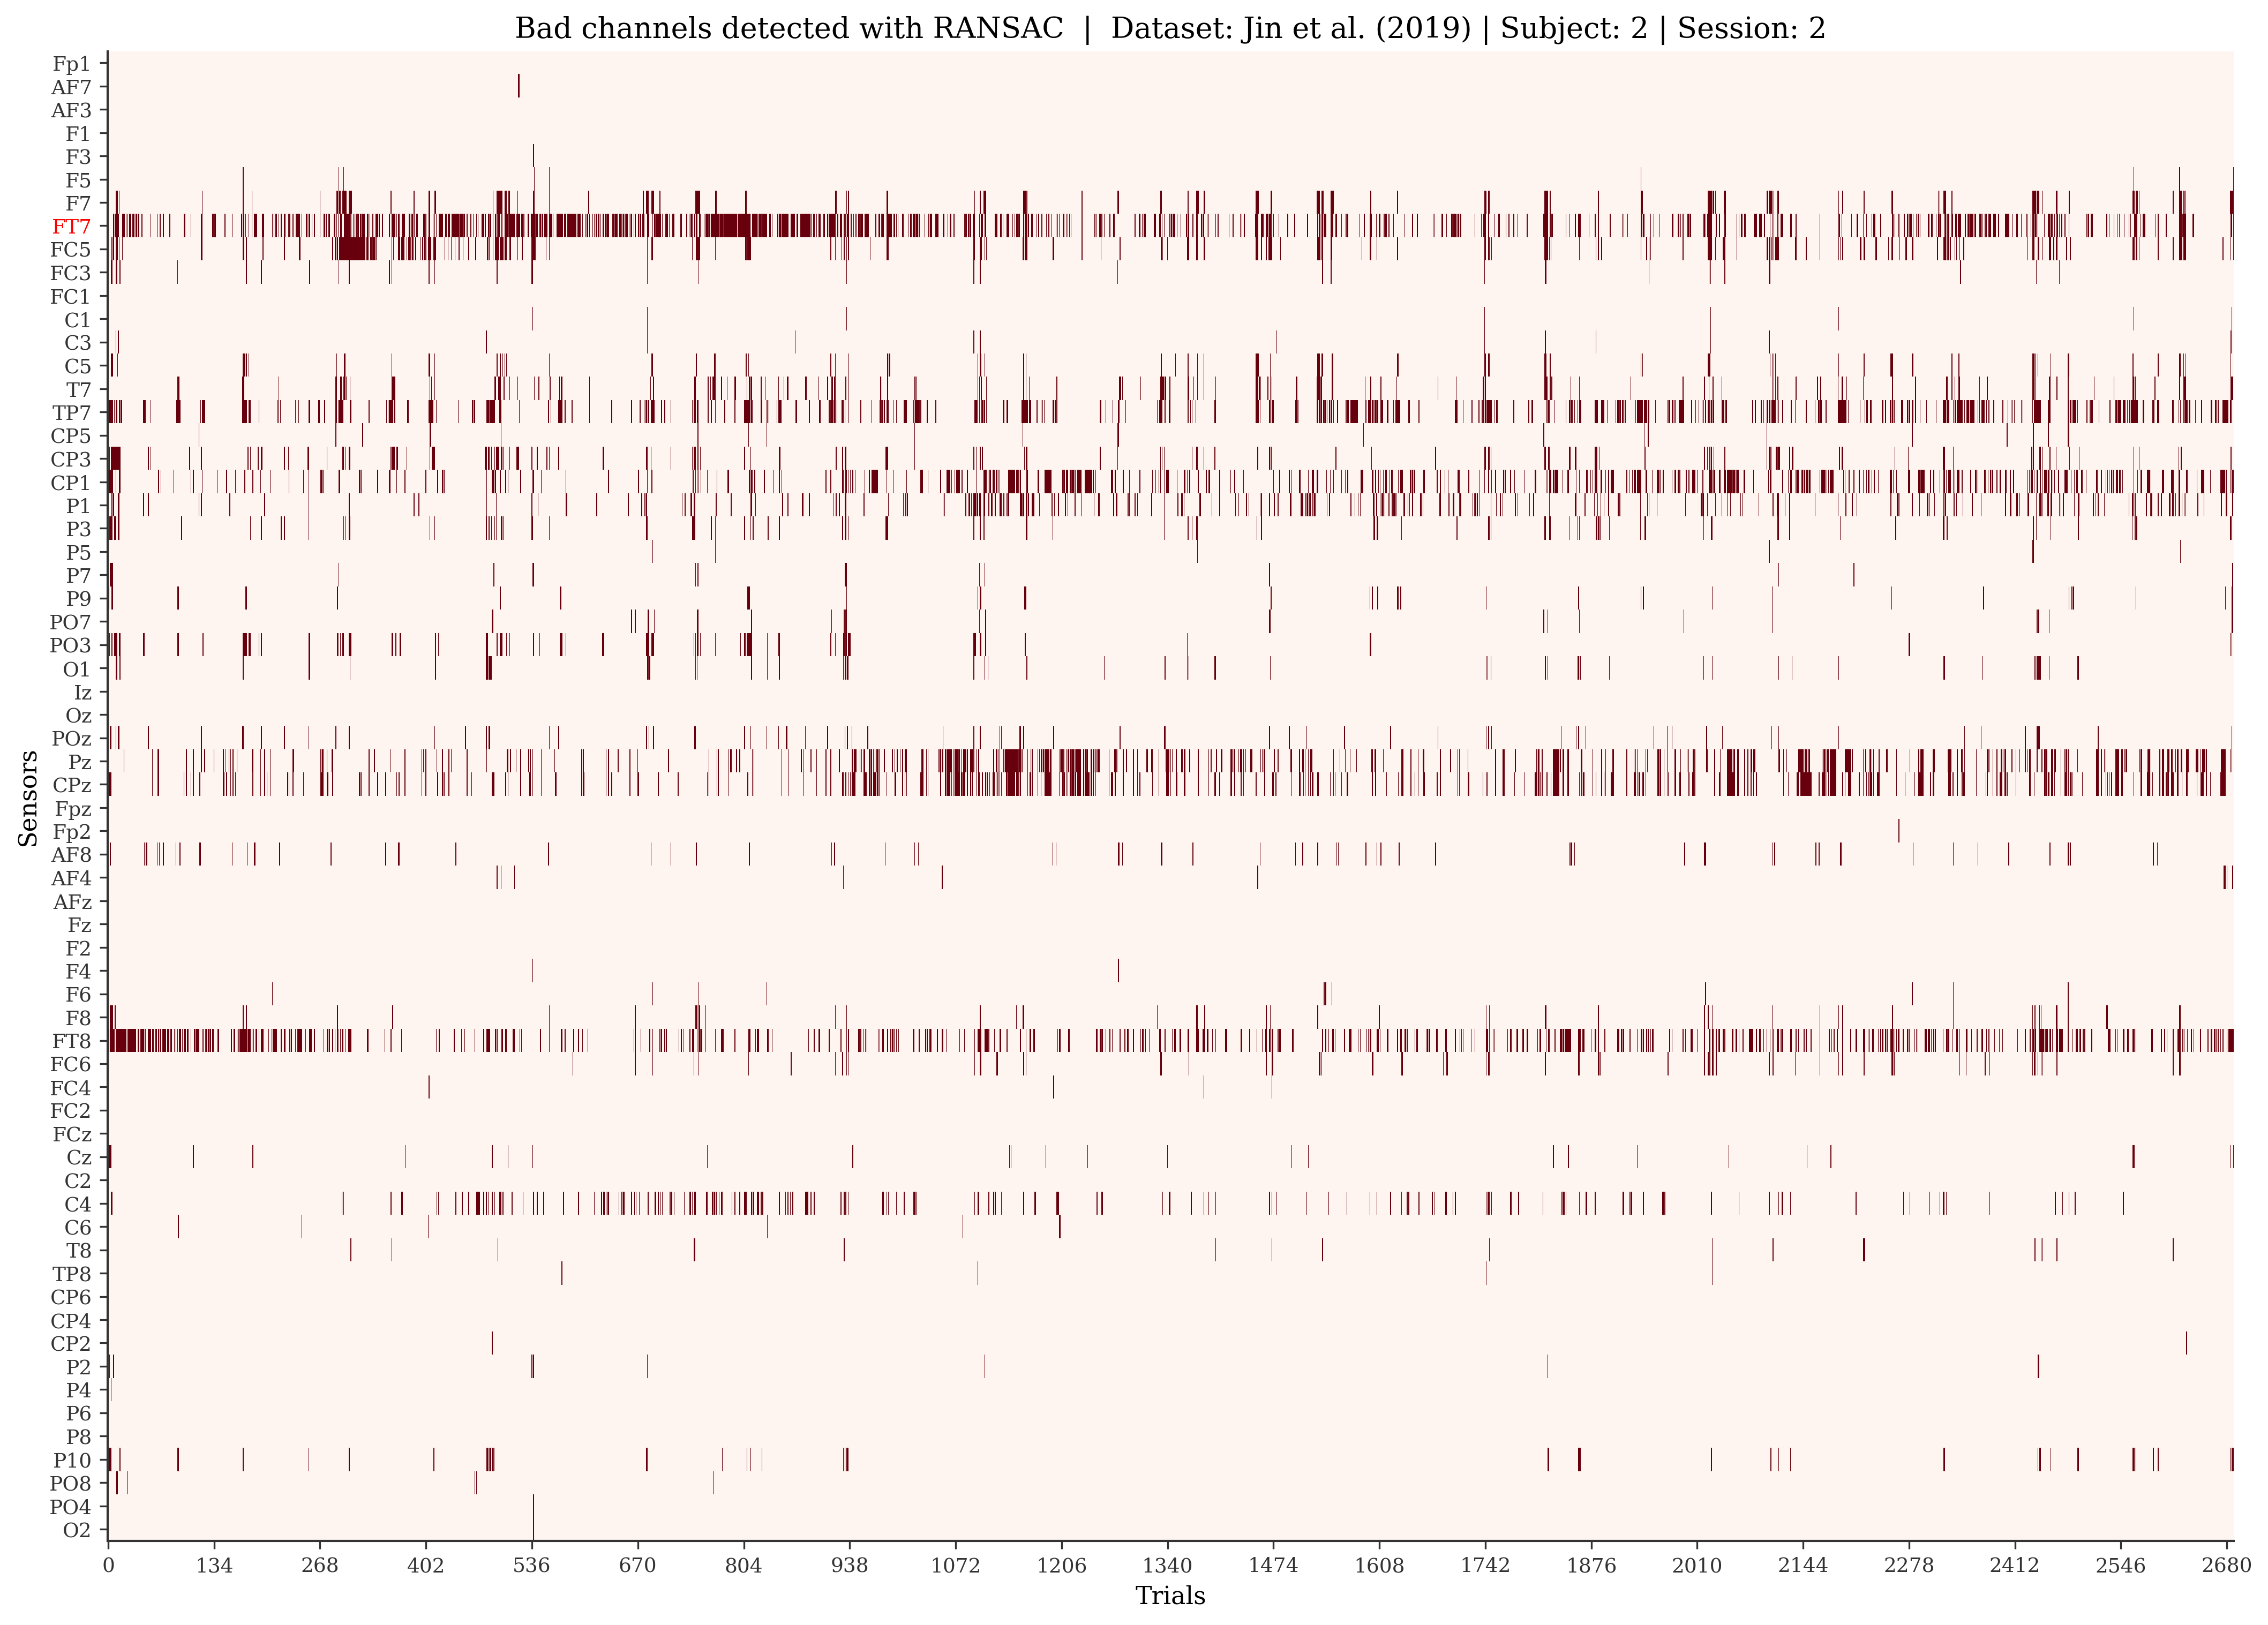 Bad channels detected with RANSAC | Dataset: Jin et al. (2019) | Subject: 2 | Session: 2
Sensors
Fp1
AF7
AF3
F1
F3
F5
F7
FT7
FC5
FC3
FC1
C1
C3
C5
T7
TP7
CP5
CP3
CP1
P1
P3
P5
P7
P9
PO7
PO3
O1
Iz
Oz
POz
Pz
CPz
Fpz
Fp2
AF8
AF4
AFz
Fz
F2
F4
F6
F8
FT8
FC6
FC4
FC2
FCz
Cz
C2
C4
C6
T8
TP8
CP6
CP4
CP2
P2
P4
P6
P8
P10
PO8
PO4
O2
0 134 268 402 536 670 804 938 1072 1206 1340 1474 1608 1742 1876 2010 2144 2278 2412 2546 2680
Trials